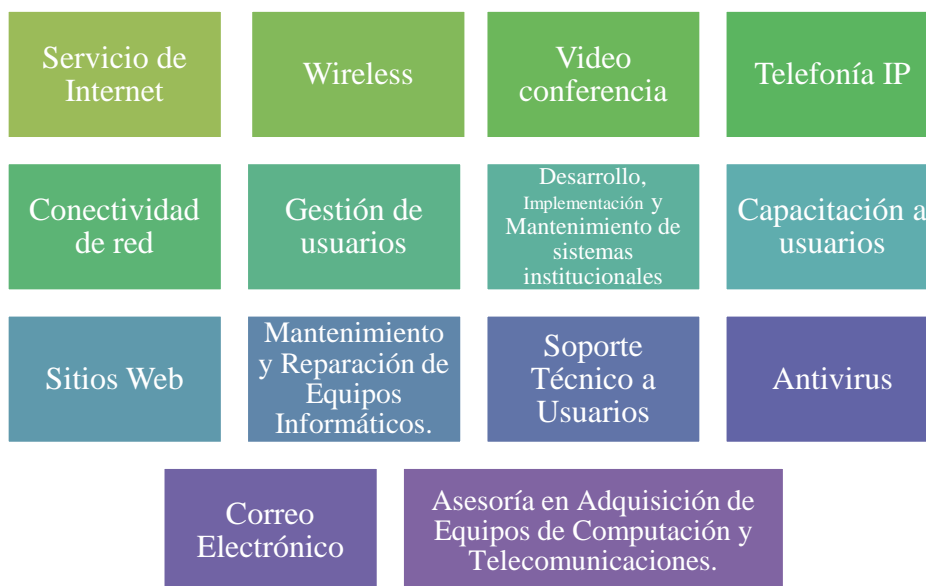 Servicio de
Internet
Wireless
Video
conferencia
Telefonía IP
Conectividad
de red
Gestión de
usuarios
Desarrollo,
Implementación y
Mantenimiento de
sistemas
institucionales
Capacitación a
usuarios
Sitios Web
Mantenimiento
y Reparación de
Equipos
Informáticos.
Soporte
Técnico a
Usuarios
Antivirus
Correo
Electrónico
Asesoría en Adquisición de
Equipos de Computación y
Telecomunicaciones.